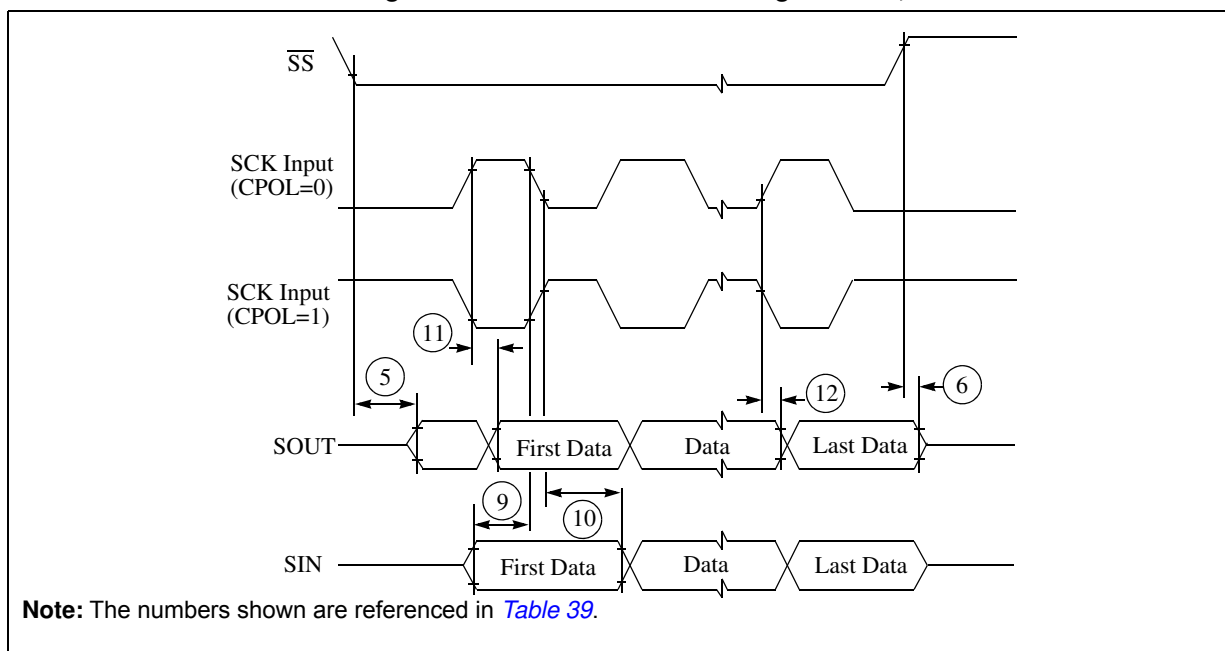 SS
SCK Input
(CPOL=0)
SCK Input
(CPOL=1)
11
5
12
6
SOUT
First Data
Data
Last Data
9
10
SIN
First Data
Data
Last Data
Note: The numbers shown are referenced in Table 39.